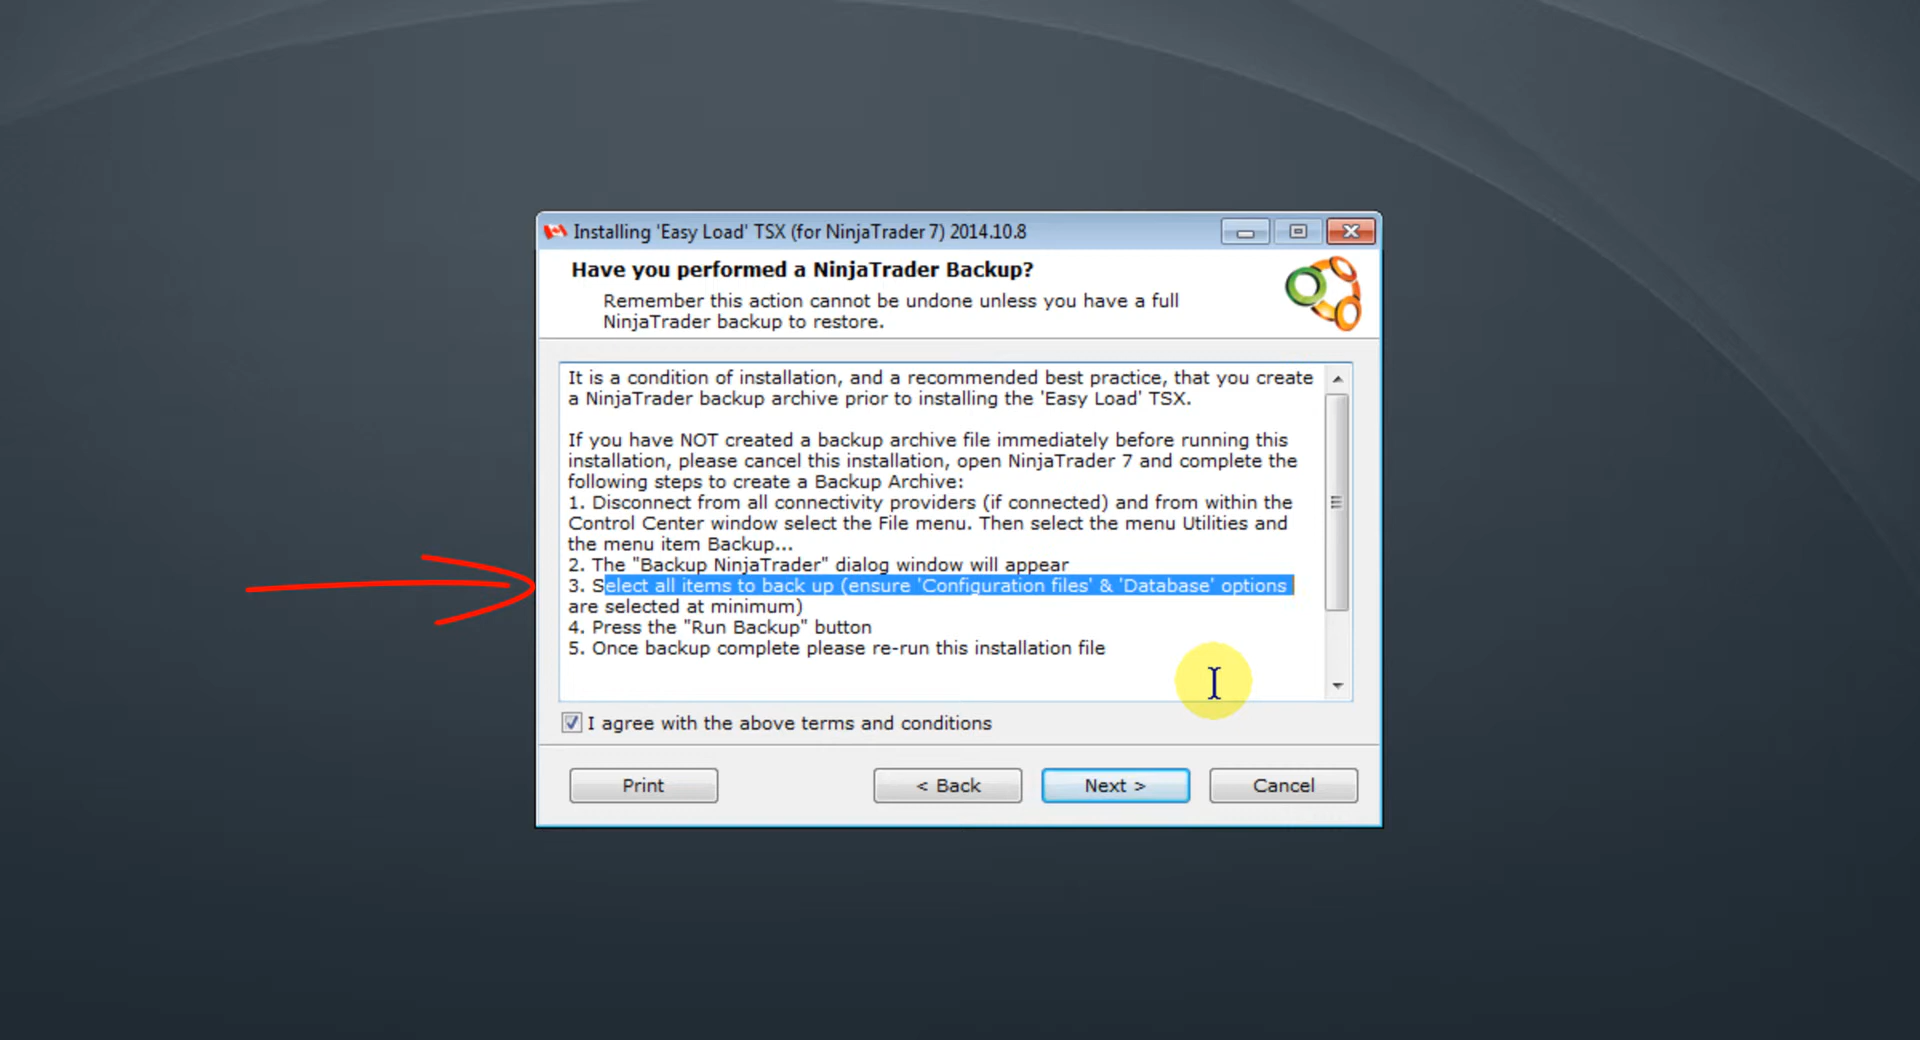 Installing 'Easy Load' TSX (for NinjaTrader 7) 2014.10.8
Have you performed a NinjaTrader Backup?
Remember this action cannot be undone unless you have a full
NinjaTrader backup to restore.
It is a condition of installation, and a recommended best practice, that you create
a NinjaTrader backup archive prior to installing the 'Easy Load' TSX.
If you have NOT created a backup archive file immediately before running this
installation, please cancel this installation, open NinjaTrader 7 and complete the
following steps to create a Backup Archive:
1. Disconnect from all connectivity providers (if connected) and from within the
Control Center window select the File menu. Then select the menu Utilities and
the menu item Backup...
2. The "Backup NinjaTrader" dialog window will appear
3. Select all items to back up (ensure 'Configuration files' & 'Database' options
are selected at minimum)
4. Press the "Run Backup" button
5. Once backup complete please re-run this installation file
I agree with the above terms and conditions
Print
< Back
Next >
Cancel